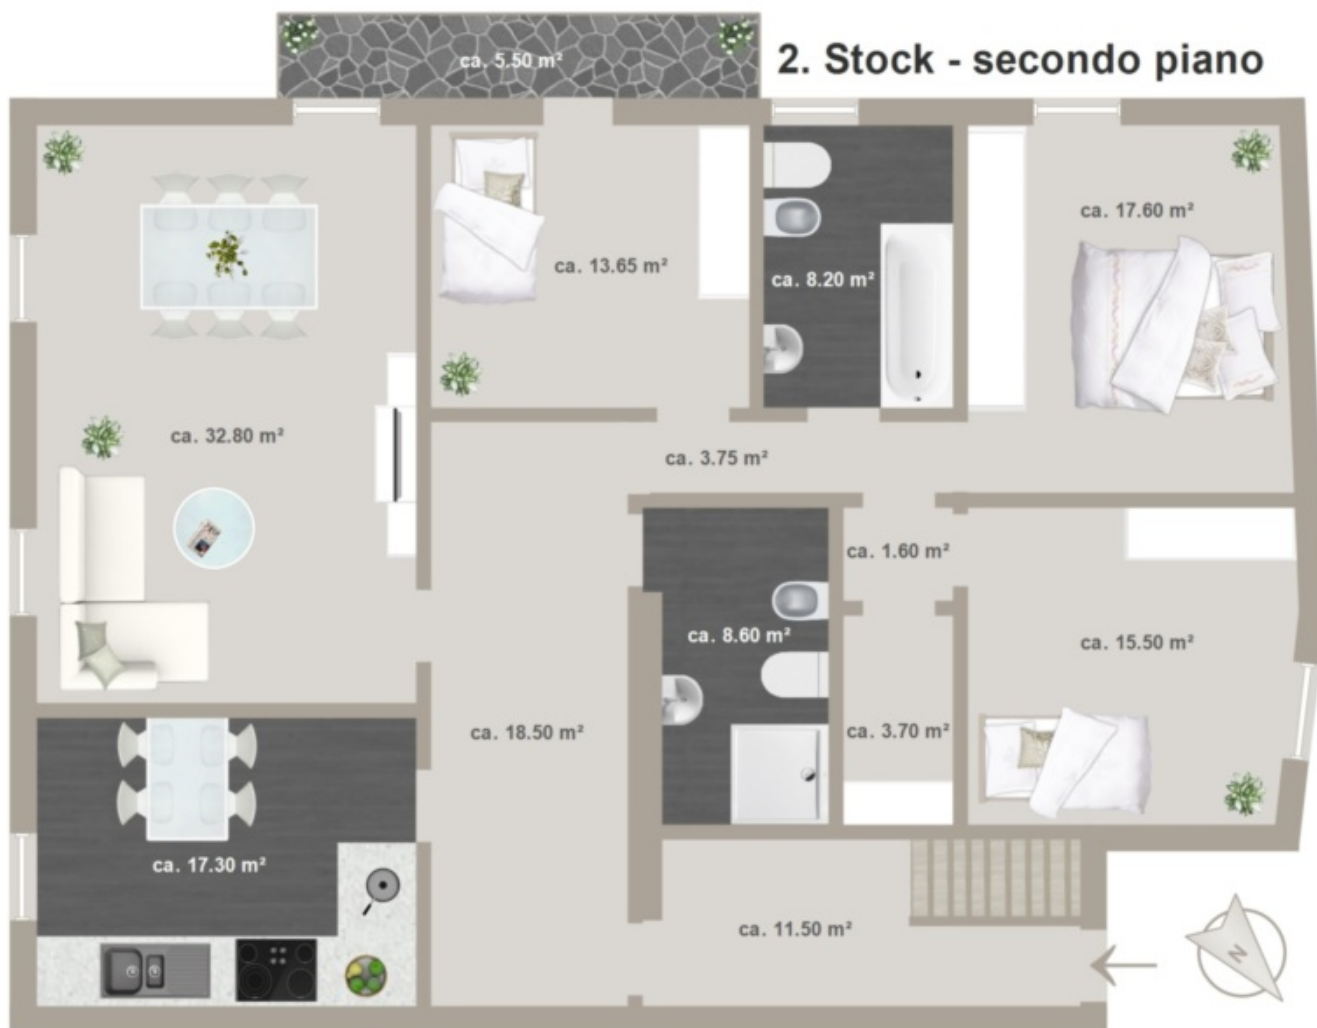 ca. 5.50 m²
2. Stock - secondo piano
ca. 17.60 m²
ca. 13.65 m²
ca. 8.20 m²
ca. 32.80 m²
ca. 3.75 m²
ca. 1.60 m²
ca. 8.60 m²
ca. 15.50 m²
ca. 18.50 m²
ca. 3.70 m²
ca. 17.30 m²
ca. 11.50 m²
N